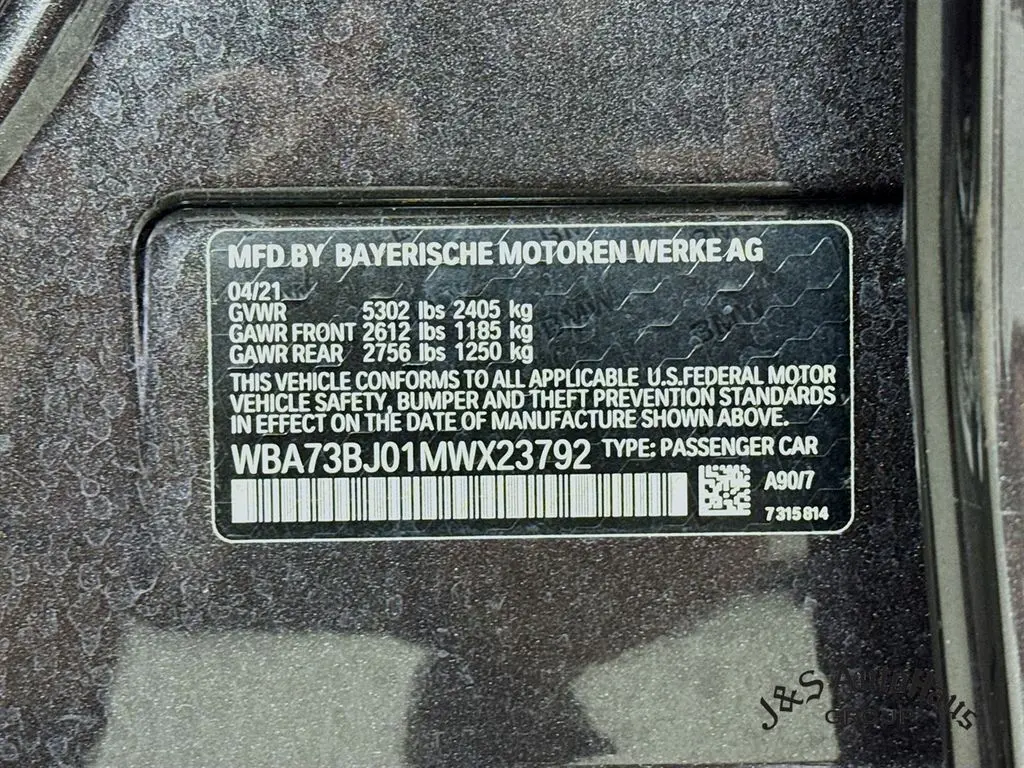 MFD BY BAYERISCHE MOTOREN WERKE AG
04/21
GVWR 5302 lbs 2405 kg
GAWR FRONT 2612 lbs 1185 kg
GAWR REAR 2756 lbs 1250 kg
THIS VEHICLE CONFORMS TO ALL APPLICABLE U.S.FEDERAL MOTOR
VEHICLE SAFETY, BUMPER AND THEFT PREVENTION STANDARDS
IN EFFECT ON THE DATE OF MANUFACTURE SHOWN ABOVE.
WBA73BJ01MWX23792 TYPE: PASSENGER CAR
A90/7
7315814
J&S AutoHaus
GROUP